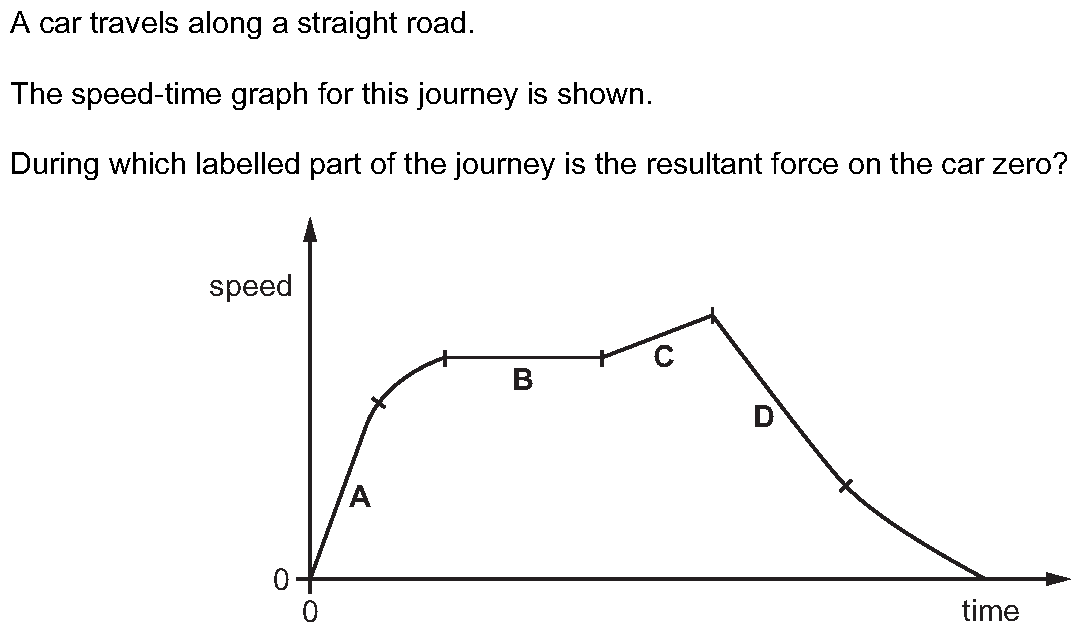 A car travels along a straight road.
The speed-time graph for this journey is shown.
During which labelled part of the journey is the resultant force on the car zero?
speed
C
B
D
A
0
0
time